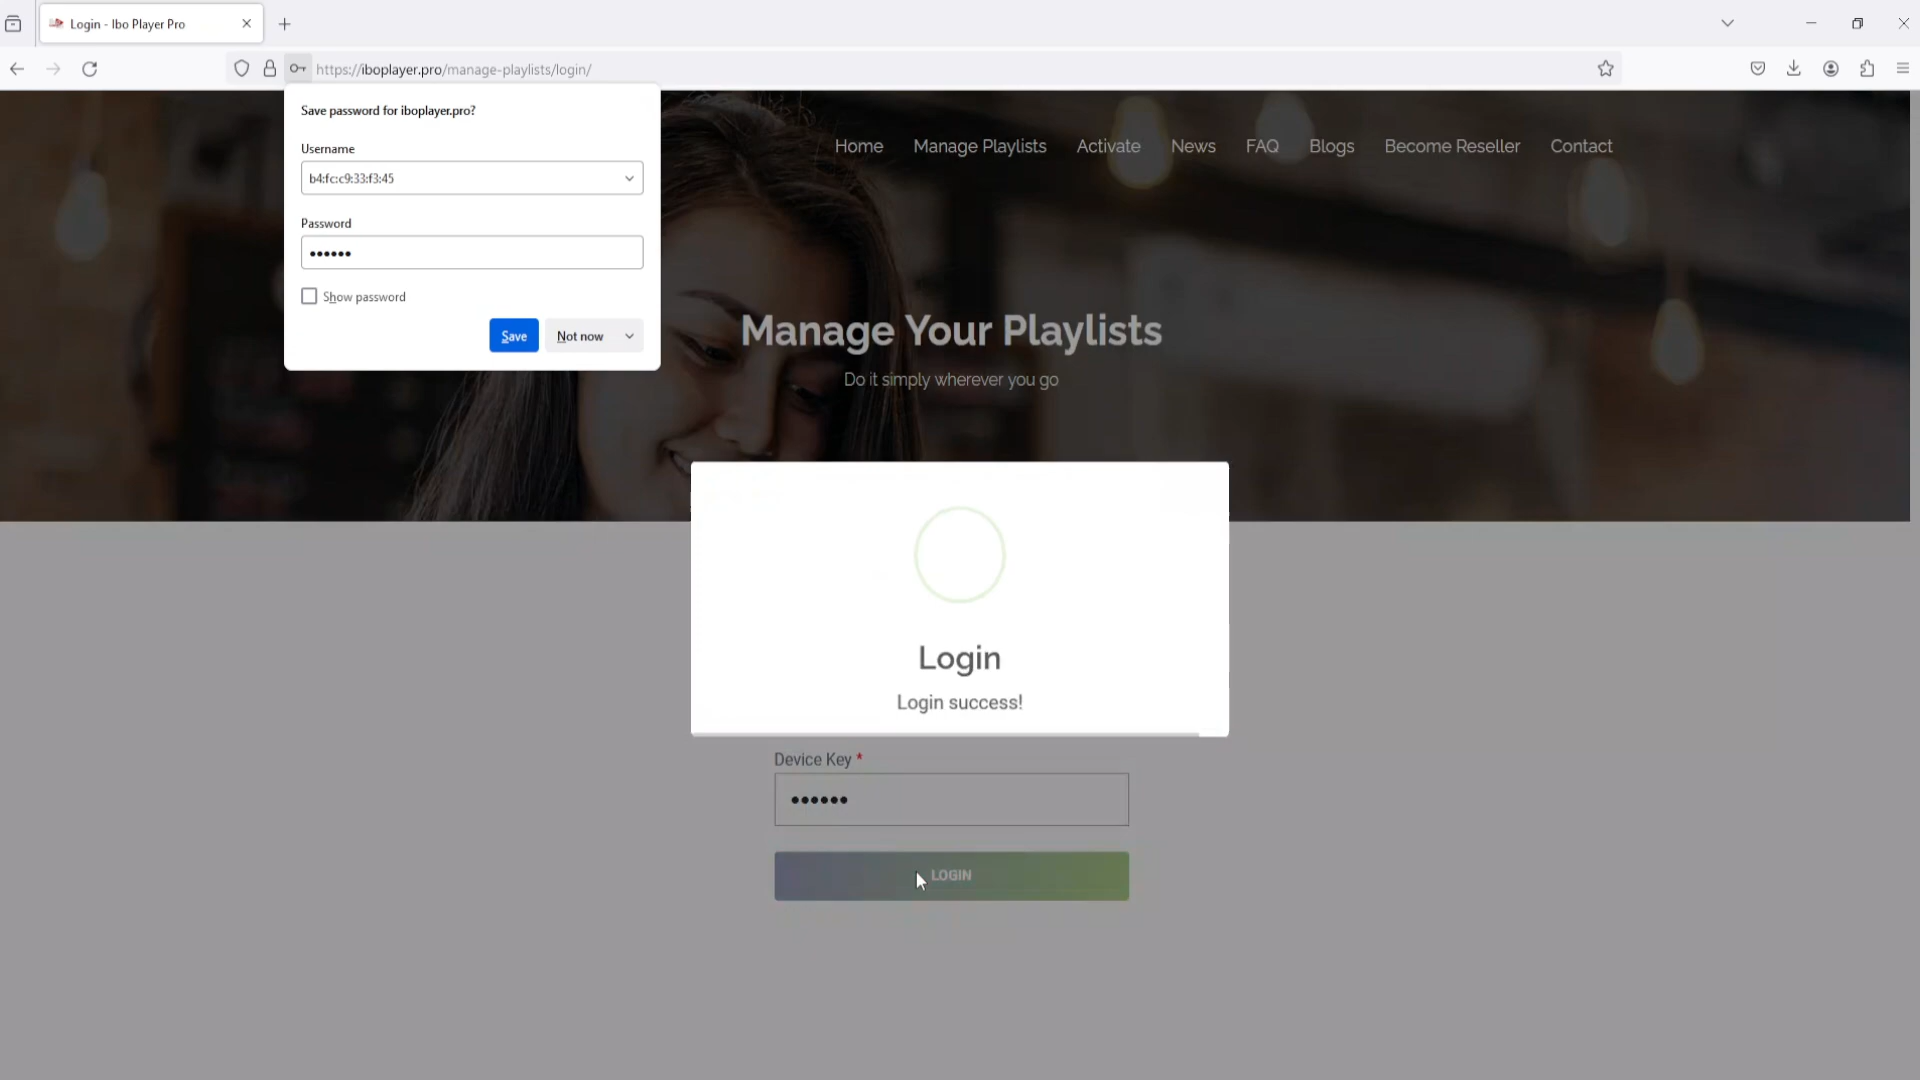 Login - Ibo Player Pro
https://iboplayer.pro/manage-playlists/login/
Save password for iboplayer.pro?
Username
b4:fc:c9:33:f3:45
Password
••••••
Show password
Save
Not now
Home
Manage Playlists
Activate
News
FAQ
Blogs
Become Reseller
Contact
Manage Your Playlists
Do it simply wherever you go
Login
Login success!
Device Key *
••••••
LOGIN